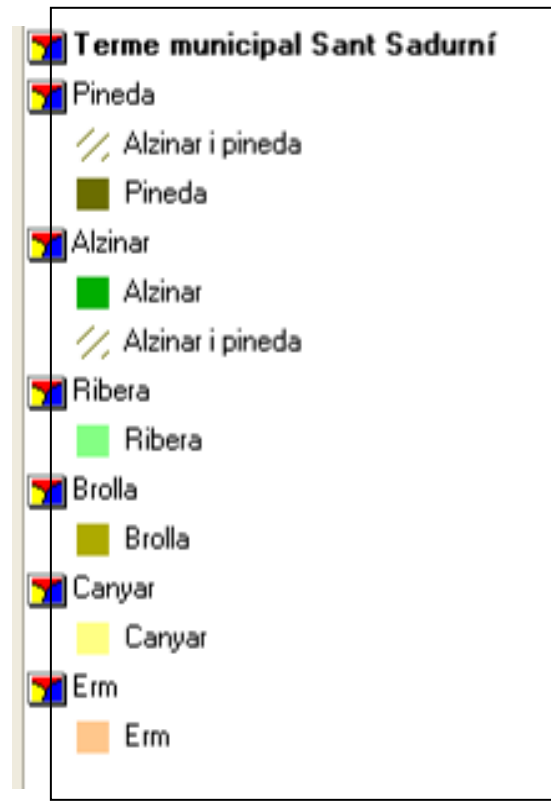 Terme municipal Sant Sadurní
Pineda
Alzinar i pineda
Pineda
Alzinar
Alzinar
Alzinar i pineda
Ribera
Ribera
Brolla
Brolla
Canyar
Canyar
Erm
Erm